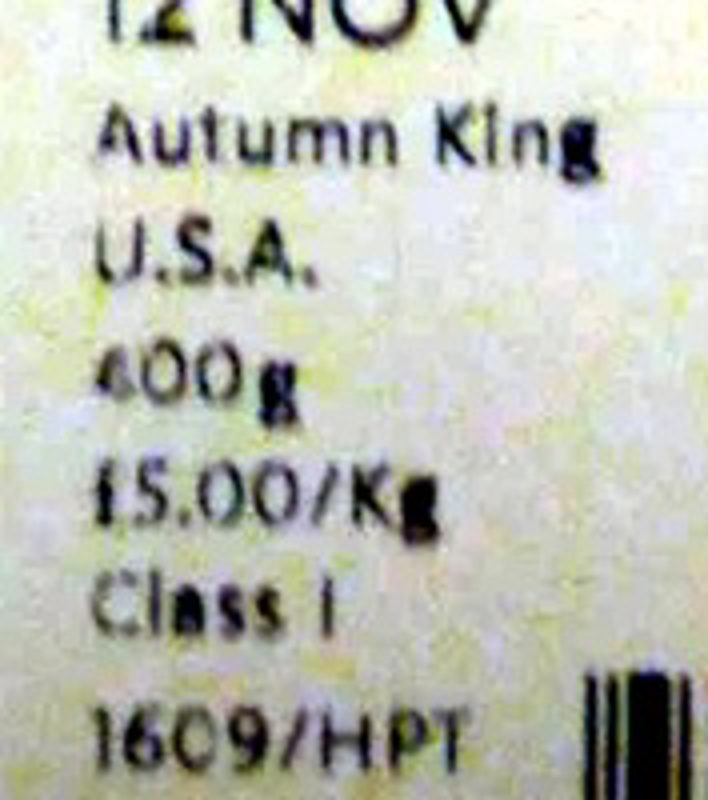 12 NOV
Autumn King
U.S.A.
400g
£5.00/Kg
Class I
1609/HPT